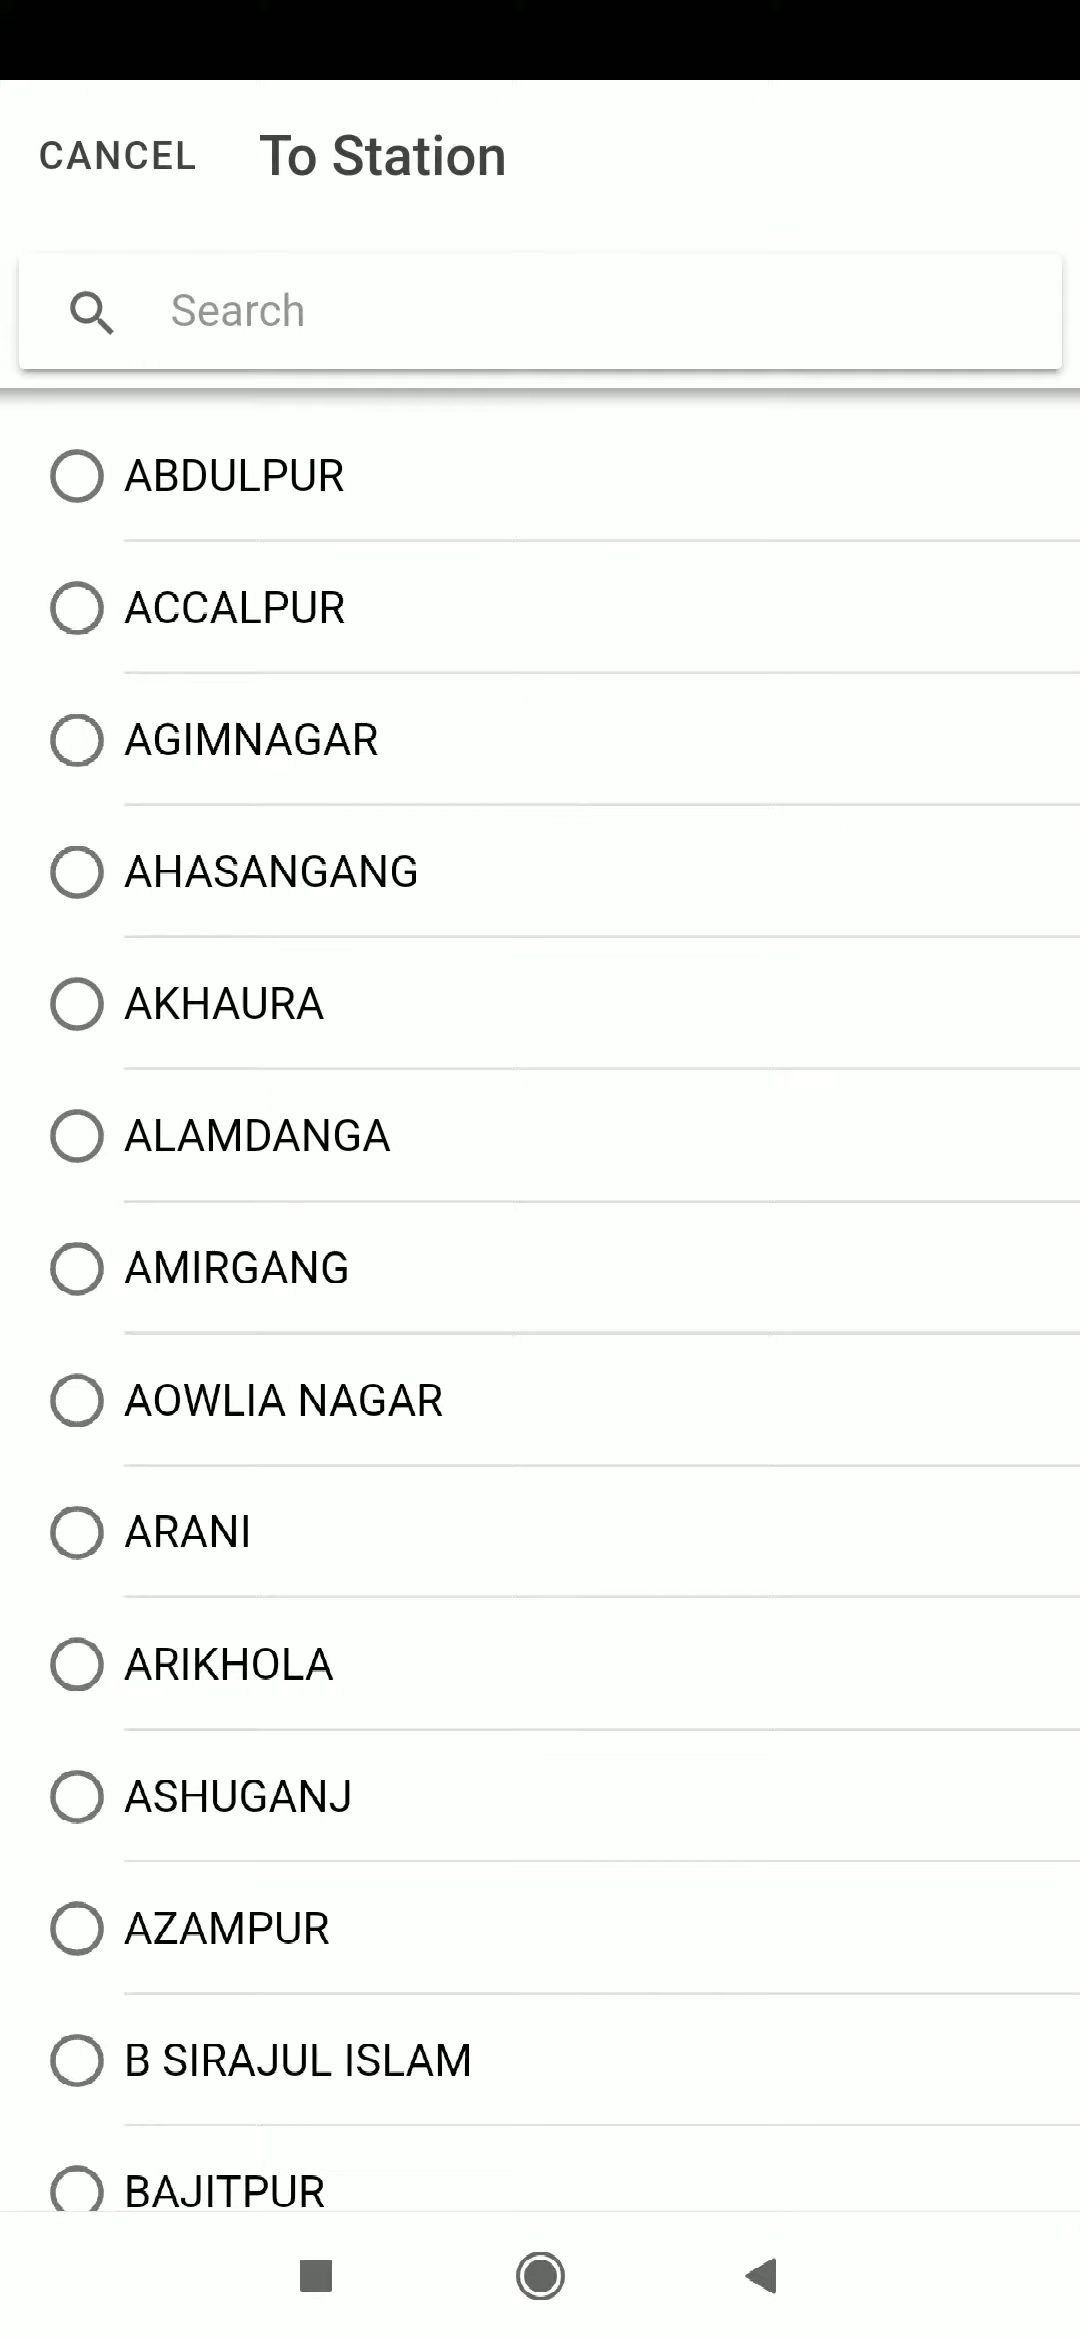 CANCEL To Station
Search
ABDULPUR
ACCALPUR
AGIMNAGAR
AHASANGANG
AKHAURA
ALAMDANGA
AMIRGANG
AOWLIA NAGAR
ARANI
ARIKHOLA
ASHUGANJ
AZAMPUR
B SIRAJUL ISLAM
BAJITPUR